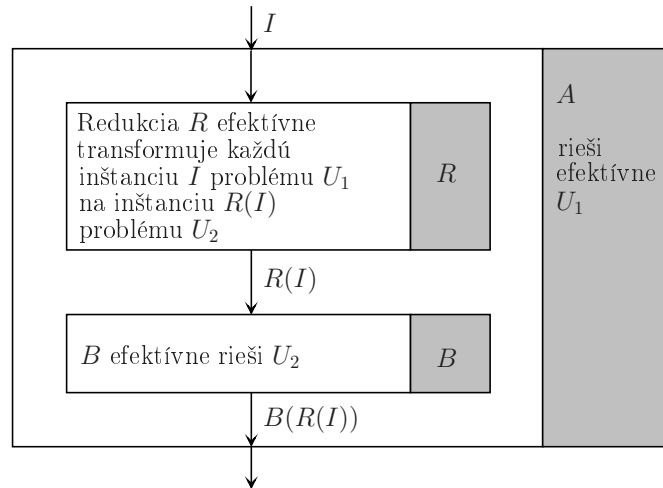 I
A
rieši
efektívne
U₁
Redukcia R efektívne
transformuje každú
inštanciu I problému U₁
na inštanciu R(I)
problému U₂
R
R(I)
B efektívne rieši U₂
B
B(R(I))